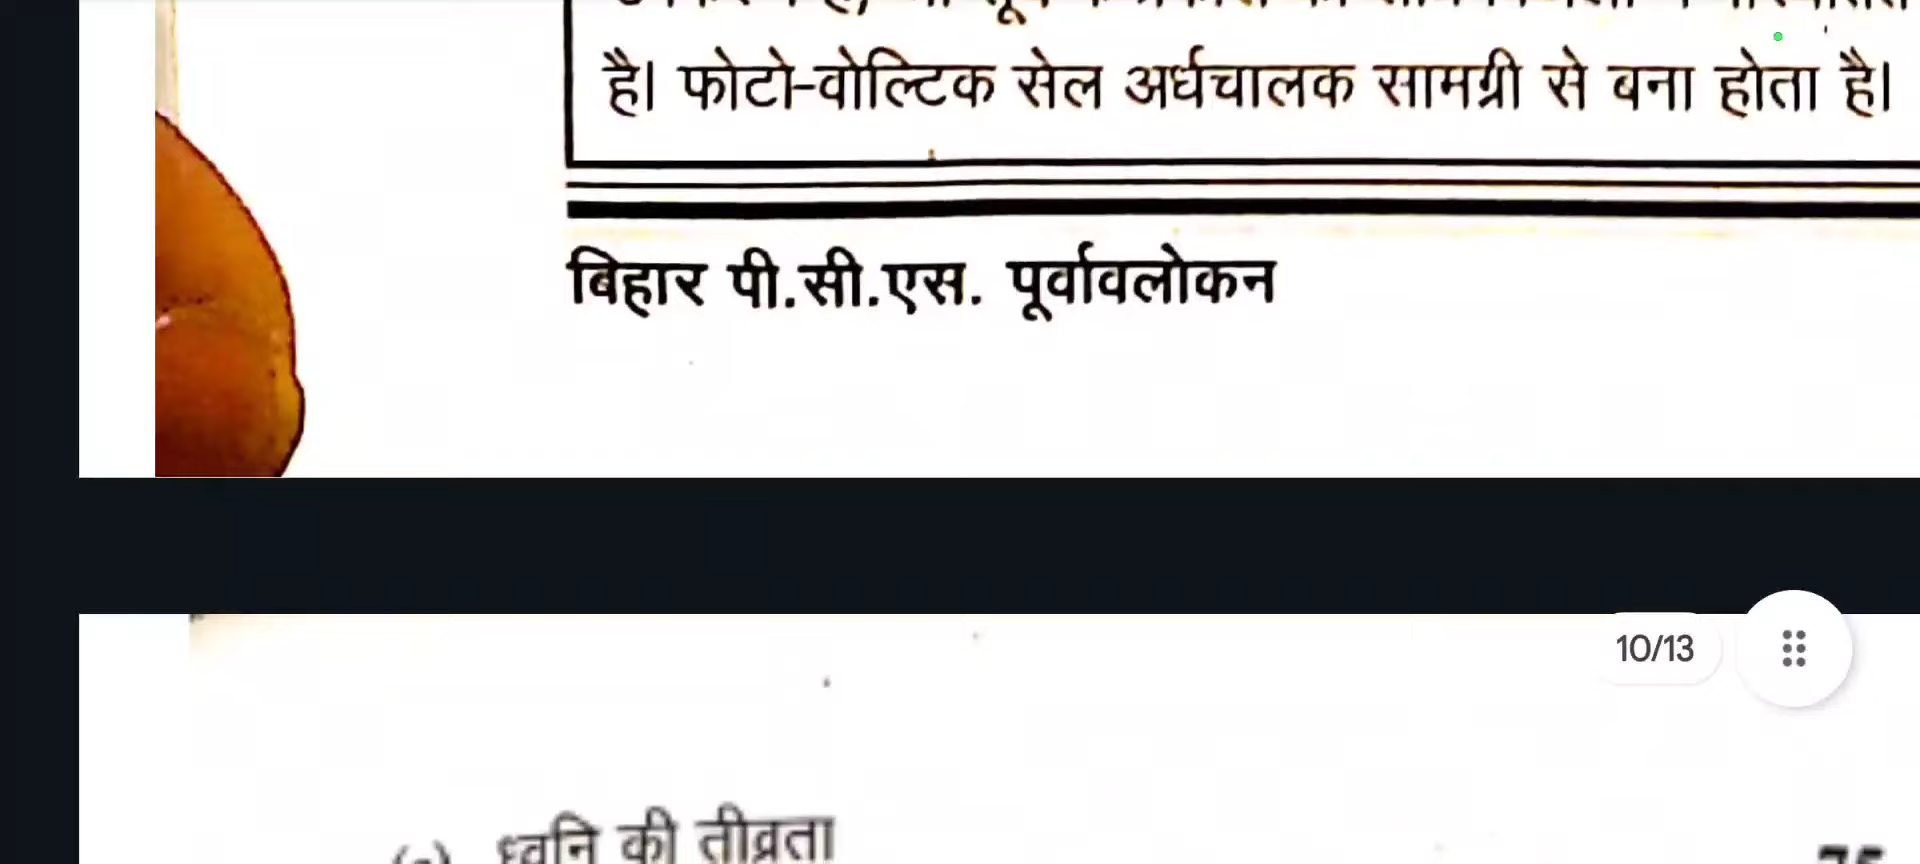 है। फोटो-वोल्टिक सेल अर्धचालक सामग्री से बना होता है।
बिहार पी.सी.एस. पूर्वावलोकन
10/13
ध्वनि की तीव्रता